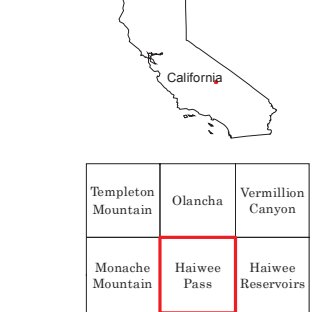 California
Templeton
Mountain
Olancha
Vermillion
Canyon
Monache
Mountain
Haiwee
Pass
Haiwee
Reservoirs